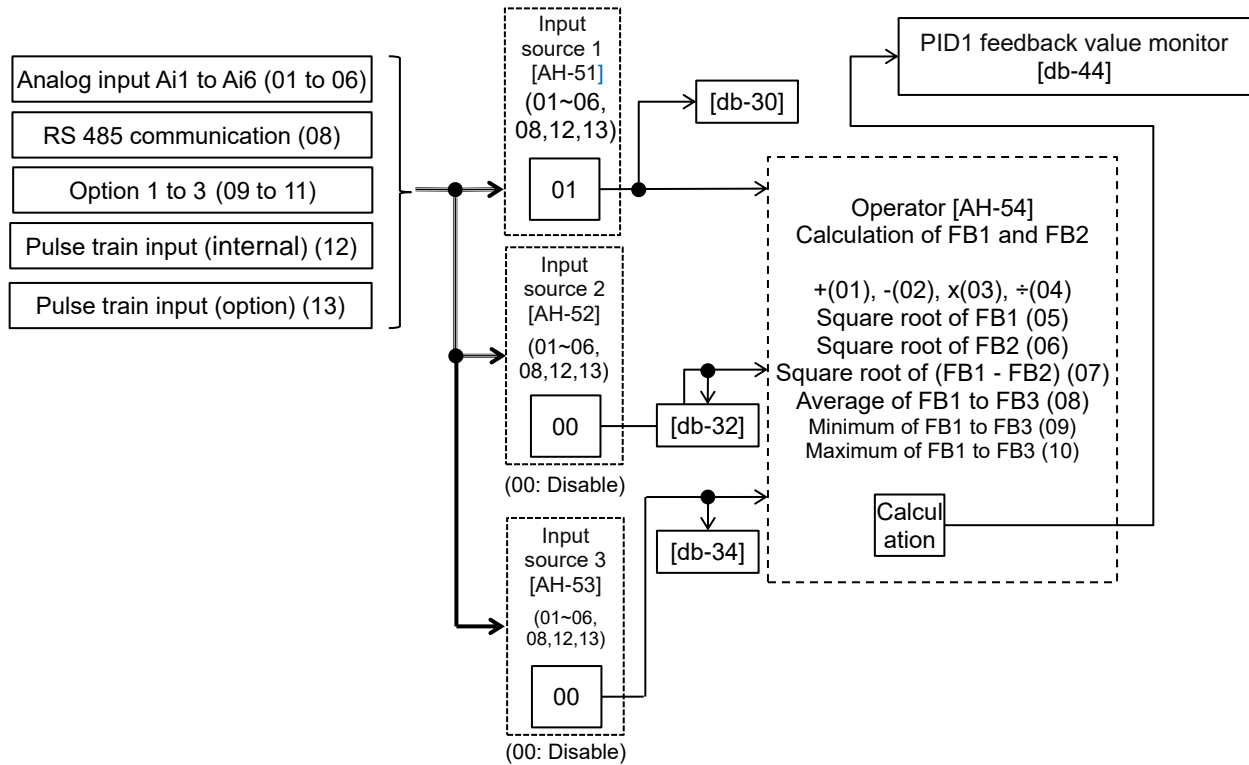 Analog input Ai1 to Ai6 (01 to 06)
RS 485 communication (08)
Option 1 to 3 (09 to 11)
Pulse train input (internal) (12)
Pulse train input (option) (13)
Input
source 1
[AH-51]
(01~06,
08,12,13)
01
Input
source 2
[AH-52]
(01~06,
08,12,13)
00
(00: Disable)
Input
source 3
[AH-53]
(01~06,
08,12,13)
00
(00: Disable)
[db-30]
[db-32]
[db-34]
PID1 feedback value monitor
[db-44]
Operator [AH-54]
Calculation of FB1 and FB2
+(01), -(02), x(03), ÷(04)
Square root of FB1 (05)
Square root of FB2 (06)
Square root of (FB1 - FB2) (07)
Average of FB1 to FB3 (08)
Minimum of FB1 to FB3 (09)
Maximum of FB1 to FB3 (10)
Calcul
ation